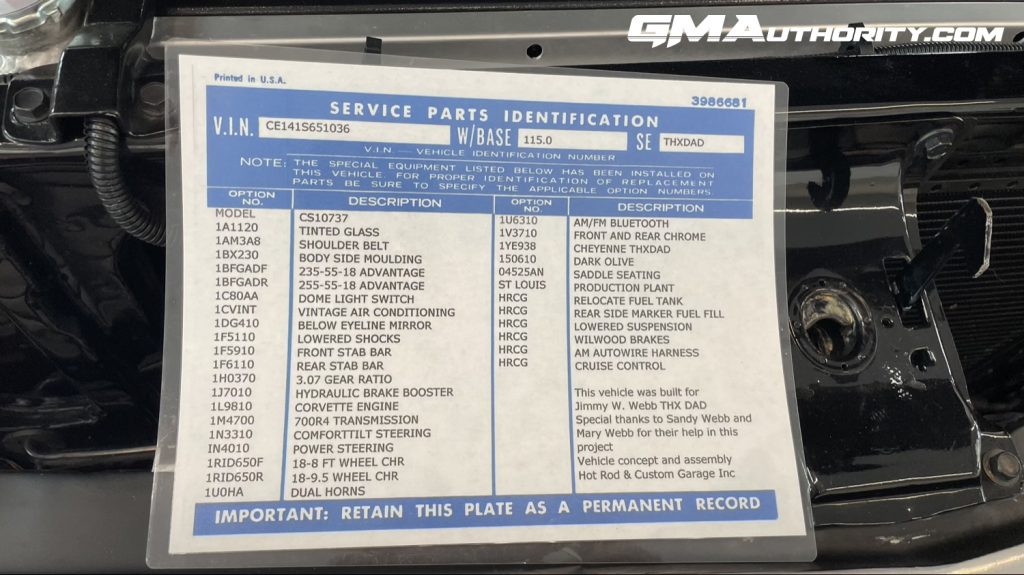 GMAuthority.com
Printed in U.S.A.
3986681
SERVICE PARTS IDENTIFICATION
V.I.N. CE141S651036 W/BASE 115.0 SE THXDAD
V.I.N — VEHICLE IDENTIFICATION NUMBER
NOTE: THE SPECIAL EQUIPMENT LISTED BELOW HAS BEEN INSTALLED ON
THIS VEHICLE. FOR PROPER IDENTIFICATION OF REPLACEMENT
PARTS BE SURE TO SPECIFY THE APPLICABLE OPTION NUMBERS.
OPTION NO. DESCRIPTION
MODEL CS10737
1A1120 TINTED GLASS
1AM3A8 SHOULDER BELT
1BX230 BODY SIDE MOULDING
1BFGADF 235-55-18 ADVANTAGE
1BFGADR 255-55-18 ADVANTAGE
1C80AA DOME LIGHT SWITCH
1CVINT VINTAGE AIR CONDITIONING
1DG410 BELOW EYELINE MIRROR
1F5110 LOWERED SHOCKS
1F5910 FRONT STAB BAR
1F6110 REAR STAB BAR
1H0370 3.07 GEAR RATIO
1J7010 HYDRAULIC BRAKE BOOSTER
1L9810 CORVETTE ENGINE
1M4700 700R4 TRANSMISSION
1N3310 COMFORTTILT STEERING
IN4010 POWER STEERING
1RID650F 18-8 FT WHEEL CHR
1RID650R 18-9.5 WHEEL CHR
1U0HA DUAL HORNS
OPTION NO. DESCRIPTION
1U6310 AM/FM BLUETOOTH
1V3710 FRONT AND REAR CHROME
1YE938 CHEYENNE THXDAD
150610 DARK OLIVE
04525AN SADDLE SEATING
ST LOUIS PRODUCTION PLANT
HRCG RELOCATE FUEL TANK
HRCG REAR SIDE MARKER FUEL FILL
HRCG LOWERED SUSPENSION
HRCG WILWOOD BRAKES
HRCG AM AUTOWIRE HARNESS
HRCG CRUISE CONTROL
This vehicle was built for
Jimmy W. Webb THX DAD
Special thanks to Sandy Webb and
Mary Webb for their help in this
project
Vehicle concept and assembly
Hot Rod & Custom Garage Inc
IMPORTANT: RETAIN THIS PLATE AS A PERMANENT RECORD